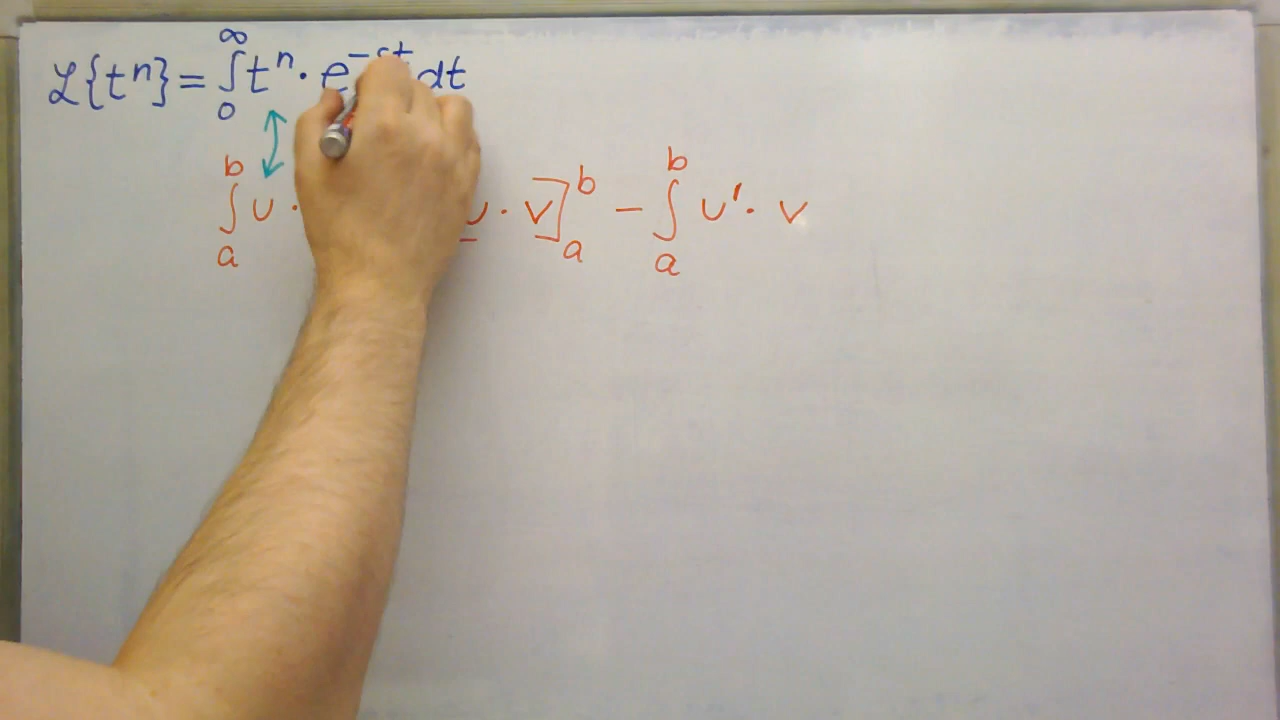 ℒ{tⁿ} = ∫₀^∞ tⁿ · e^{-st} dt
∫ₐᵇ u · u · v]ₐᵇ − ∫ₐᵇ u' · v